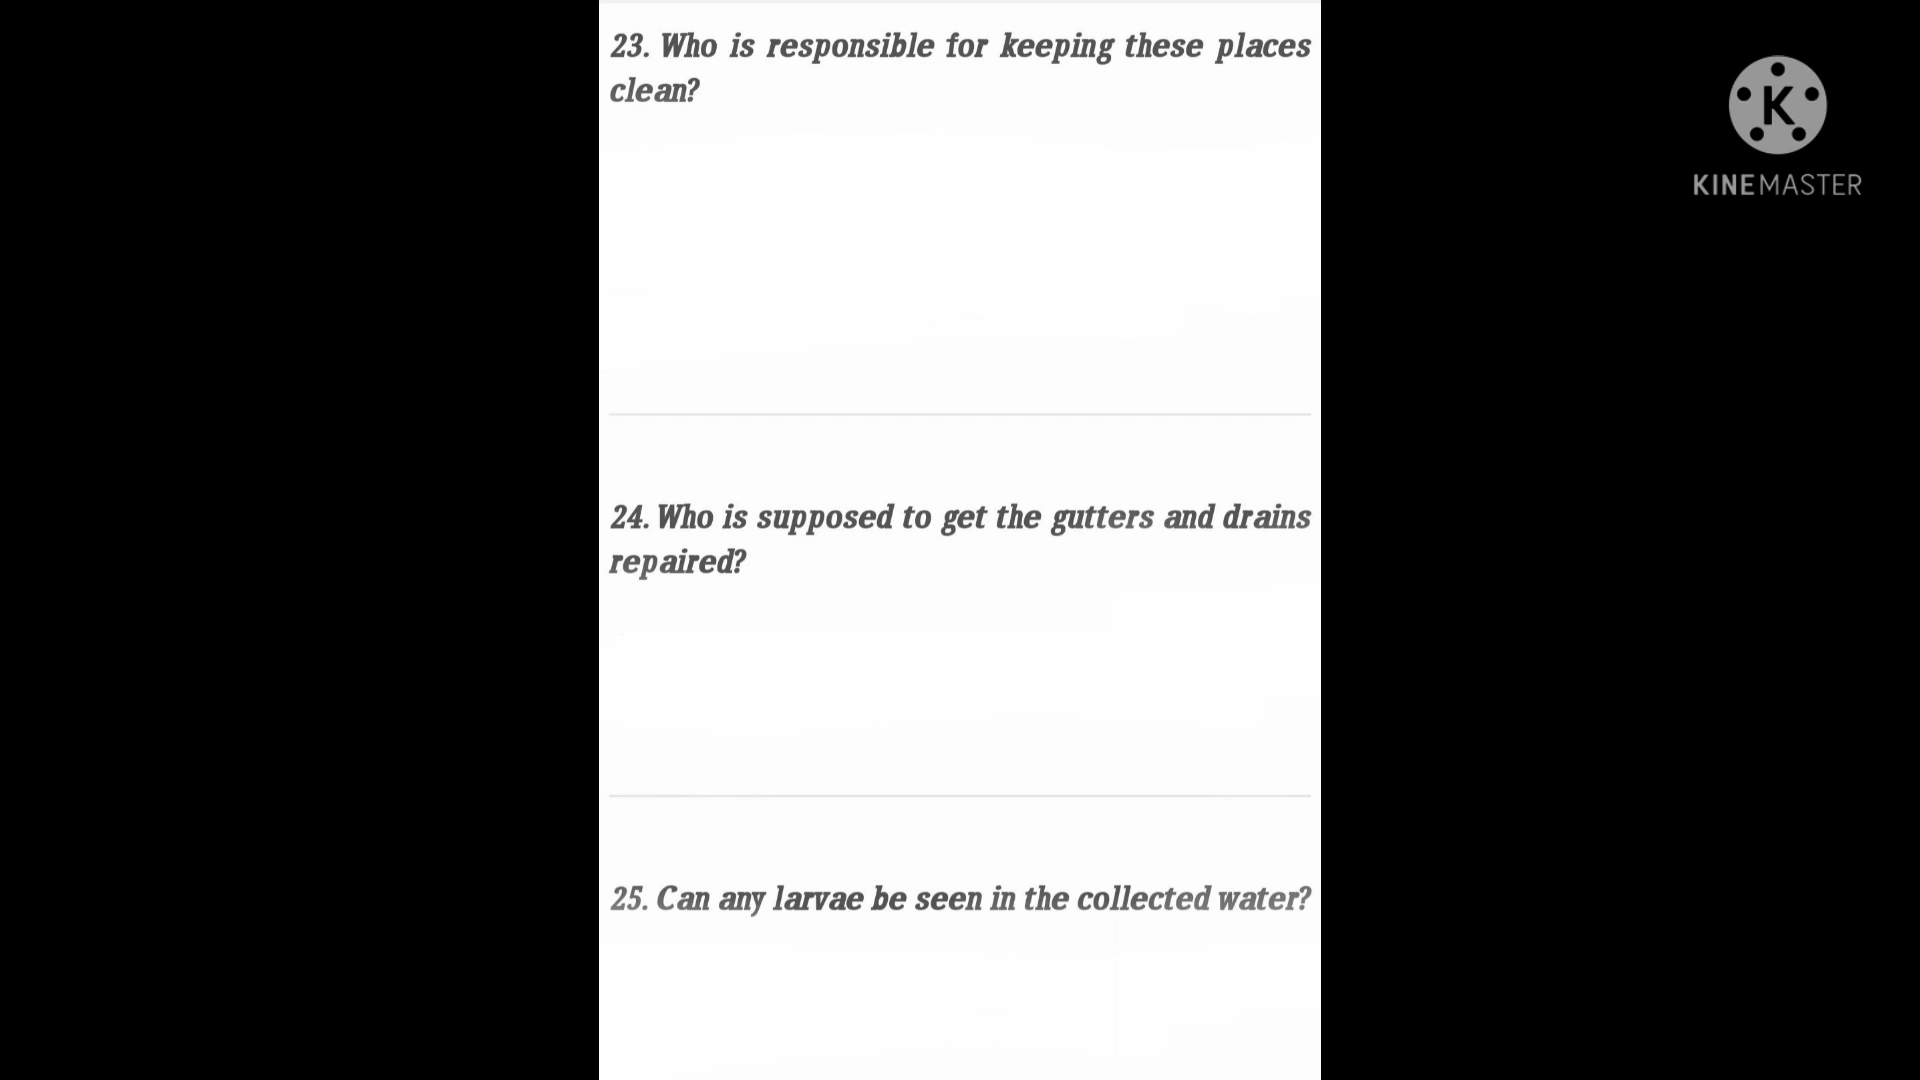 23. Who is responsible for keeping these places
clean?
K
KINEMASTER
24. Who is supposed to get the gutters and drains
repaired?
25. Can any larvae be seen in the collected water?